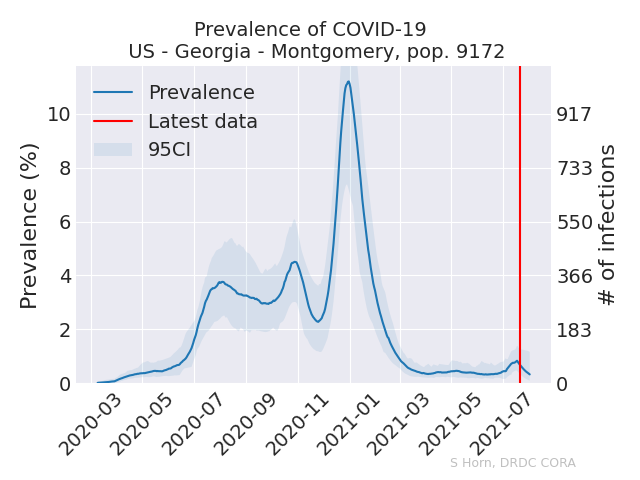 Prevalence of COVID-19
US - Georgia - Montgomery, pop. 9172
Prevalence
Latest data
95CI
Prevalence (%)
10
8
6
4
2
0
917
733
550
366
183
0
# of infections
2020-03
2020-05
2020-07
2020-09
2020-11
2021-01
2021-03
2021-05
2021-07
S Horn, DRDC CORA